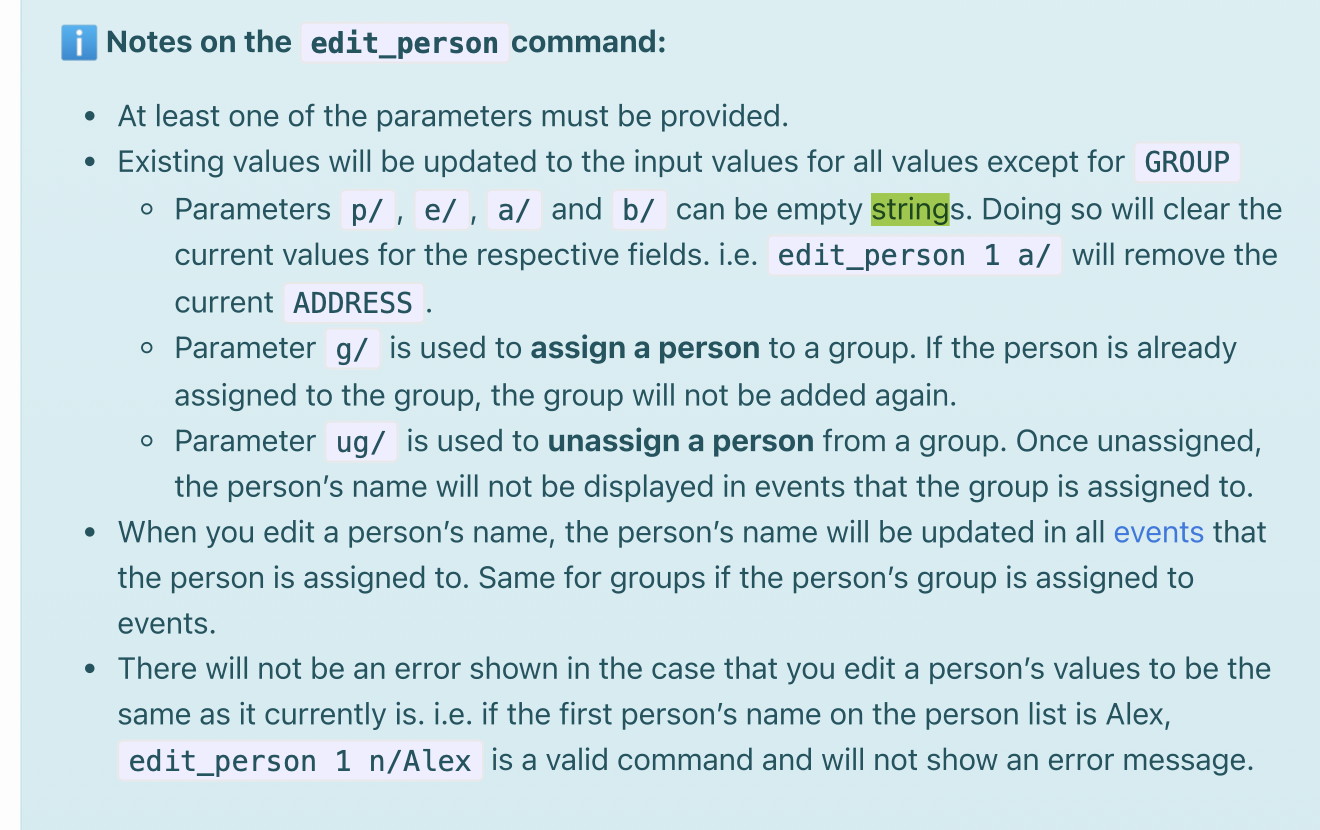 ℹ️ Notes on the edit_person command:
• At least one of the parameters must be provided.
• Existing values will be updated to the input values for all values except for GROUP
◦ Parameters p/ , e/ , a/ and b/ can be empty strings. Doing so will clear the
current values for the respective fields. i.e. edit_person 1 a/ will remove the
current ADDRESS .
◦ Parameter g/ is used to assign a person to a group. If the person is already
assigned to the group, the group will not be added again.
◦ Parameter ug/ is used to unassign a person from a group. Once unassigned,
the person’s name will not be displayed in events that the group is assigned to.
• When you edit a person’s name, the person’s name will be updated in all events that
the person is assigned to. Same for groups if the person’s group is assigned to
events.
• There will not be an error shown in the case that you edit a person’s values to be the
same as it currently is. i.e. if the first person’s name on the person list is Alex,
edit_person 1 n/Alex is a valid command and will not show an error message.